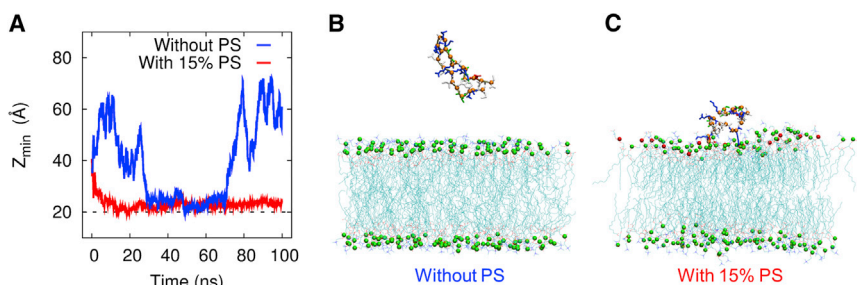 A
B
C
Without PS
With 15% PS
80
60
40
20
Zmin (Å)
0 20 40 60 80 100
Time (ns)
Without PS
With 15% PS